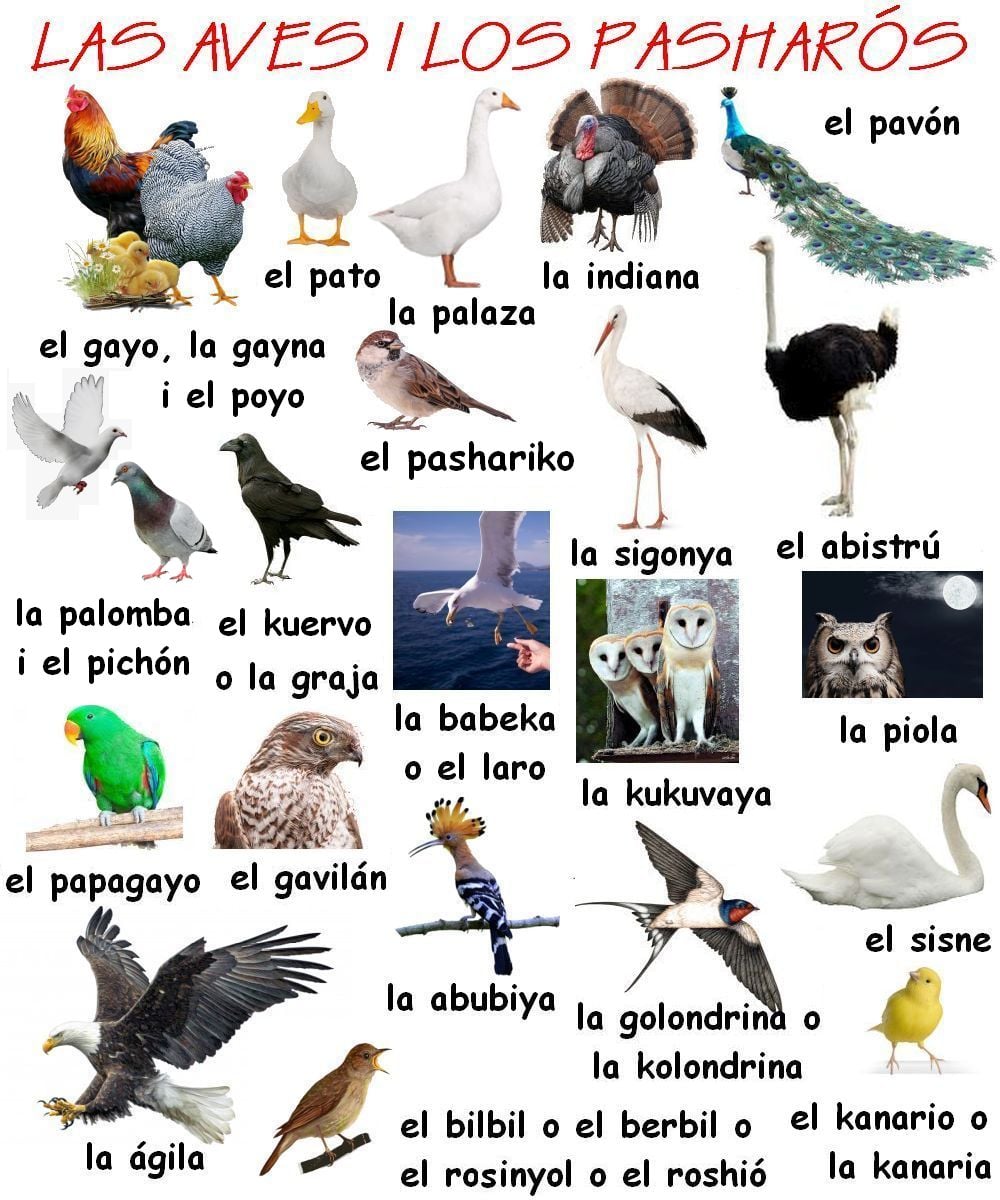 LAS AVES I LOS PASHARÓS
el pavón
el pato
la indiana
la palaza
el gayo, la gayna
i el poyo
el pashariko
la sigonya
el abistrú
la palomba
i el pichón
el kuervo
o la graja
la babeka
o el laro
la piola
la kukuvaya
el papagayo
el gavilán
el sisne
la abubiya
la golondrina o
la kolondrina
la ágila
el bilbil o el berbil o
el rosinyol o el roshió
el kanario o
la kanaria